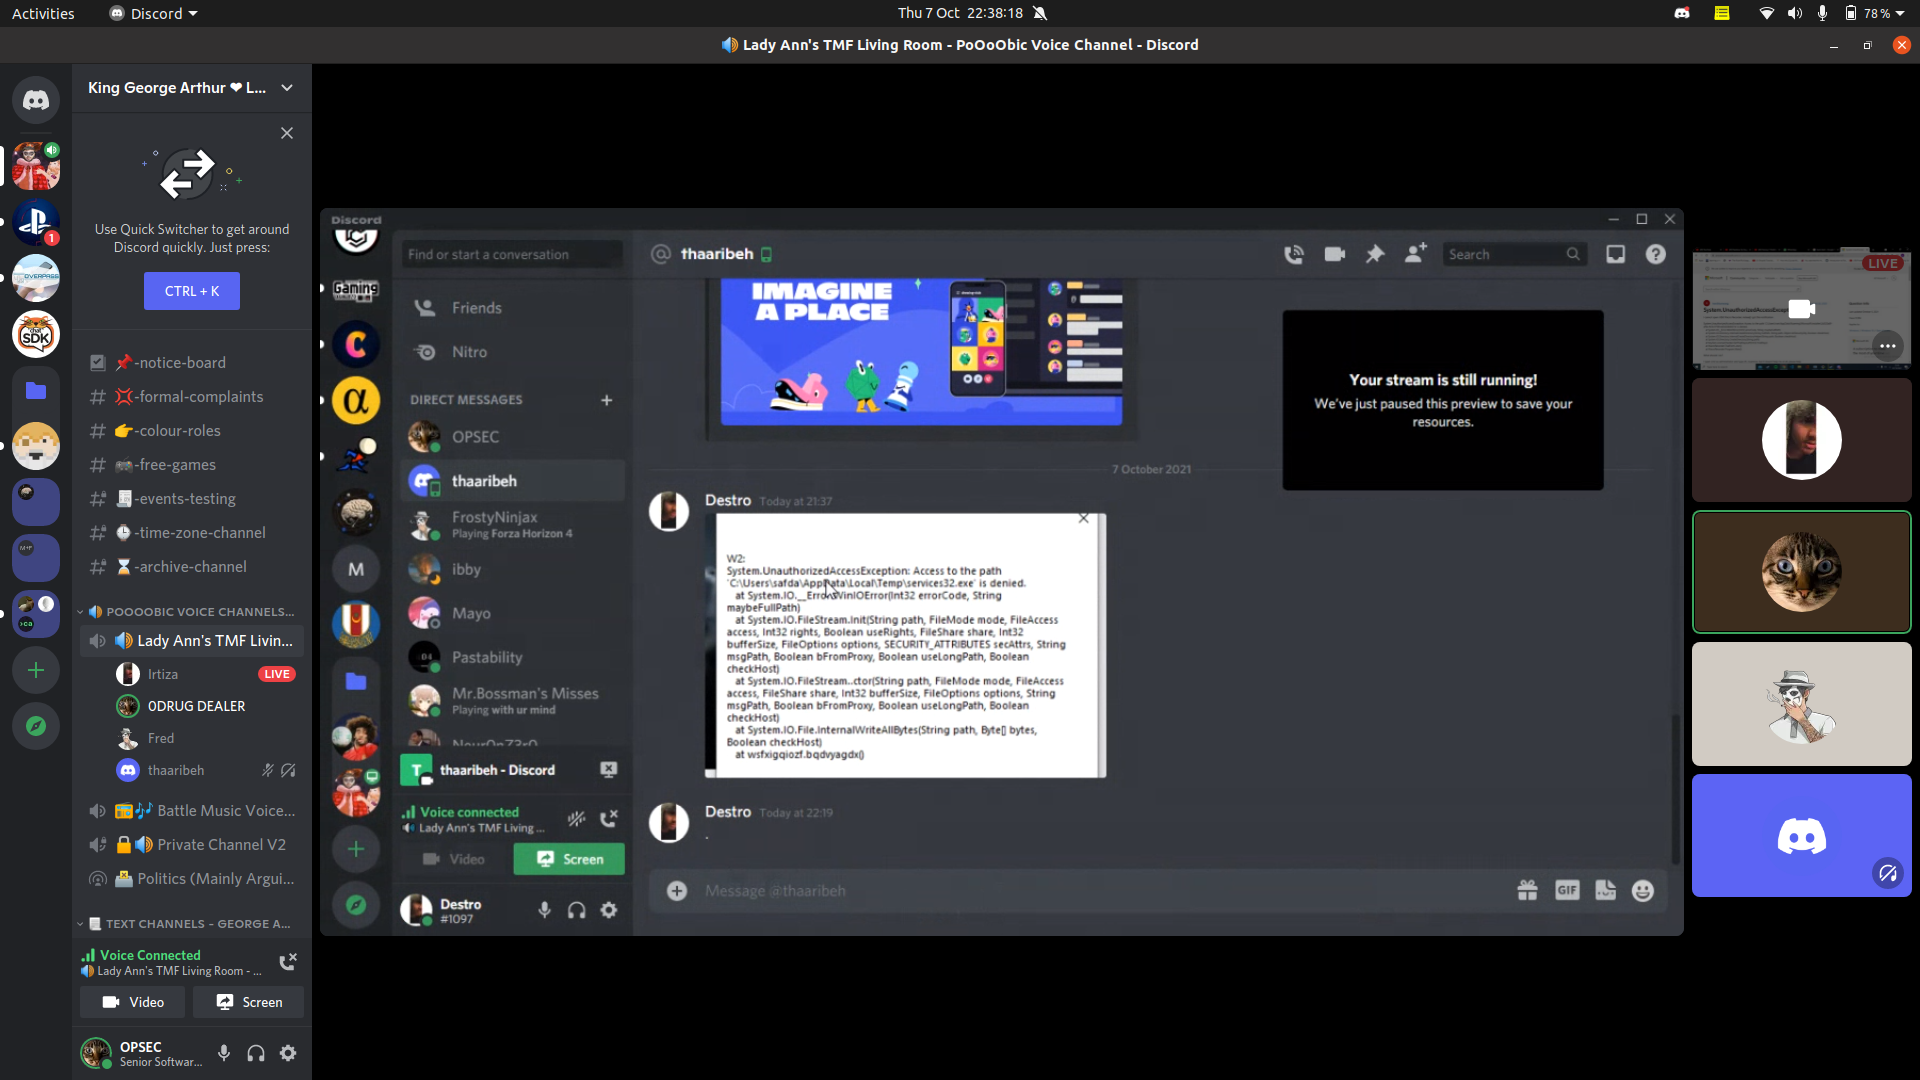 Activities
Discord
Thu 7 Oct 22:38:18
78 %
Lady Ann's TMF Living Room - PoOoObic Voice Channel - Discord
King George Arthur ❤ L...
Use Quick Switcher to get around
Discord quickly. Just press:
CTRL + K
-notice-board
-formal-complaints
-colour-roles
-free-games
-events-testing
-time-zone-channel
-archive-channel
POOOOBIC VOICE CHANNELS...
Lady Ann's TMF Livin...
Irtiza
LIVE
0DRUG DEALER
Fred
thaaribeh
Battle Music Voice...
Private Channel V2
Politics (Mainly Argui...
TEXT CHANNELS - GEORGE A...
Voice Connected
Lady Ann's TMF Living Room - ...
Video
Screen
OPSEC
Senior Softwar...
1
OVERPASS
chat
SDK
M+F
Discord
Gaming
M
Find or start a conversation
Friends
Nitro
DIRECT MESSAGES
OPSEC
thaaribeh
FrostyNinjax
Playing Forza Horizon 4
ibby
Mayo
Pastability
Mr.Bossman's Misses
Playing with ur mind
T
thaaribeh - Discord
Voice connected
Lady Ann's TMF Living ...
Video
Screen
Destro
#1097
thaaribeh
Search
IMAGINE
A PLACE
Your stream is still running!
We've just paused this preview to save your
resources.
7 October 2021
Destro Today at 21:37
W2:
System.UnauthorizedAccessException: Access to the path
'C:\Users\safda\AppData\Local\Temp\services32.exe' is denied.
at System.IO.__Error.WinIOError(Int32 errorCode, String
maybeFullPath)
at System.IO.FileStream.Init(String path, FileMode mode, FileAccess
access, Int32 rights, Boolean useRights, FileShare share, Int32
bufferSize, FileOptions options, SECURITY_ATTRIBUTES secAttrs, String
msgPath, Boolean bFromProxy, Boolean useLongPath, Boolean
checkHost)
at System.IO.FileStream..ctor(String path, FileMode mode, FileAccess
access, FileShare share, Int32 bufferSize, FileOptions options, String
msgPath, Boolean bFromProxy, Boolean useLongPath, Boolean
checkHost)
at System.IO.File.InternalWriteAllBytes(String path, Byte[] bytes,
Boolean checkHost)
at wsfxigqiozf.bqdvyagdx()
Destro Today at 22:19
.
Message @thaaribeh
GIF
LIVE